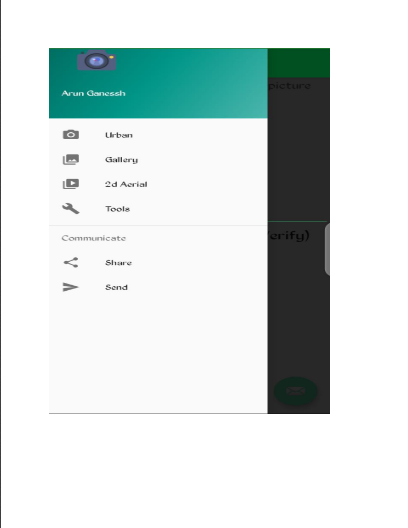 Arun Ganessh
picture
Urban
Gallery
2d Aerial
Tools
Communicate
erify)
Share
Send